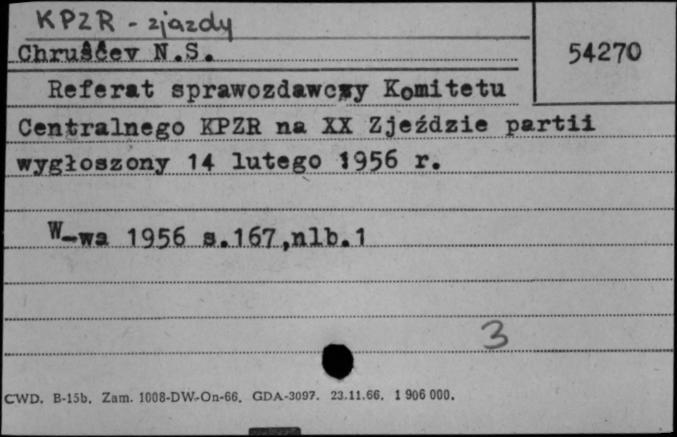 KPZR - zjazdy
Chruščev N.S.
54270
Referat sprawozdawczy Komitetu
Centralnego KPZR na XX Zjeździe partii
wygłoszony 14 lutego 1956 r.
W-wa 1956 s.167,nlb.1
3
CWD. B-15b. Zam. 1008-DW-On-66. GDA-3097. 23.11.66. 1 906 000.